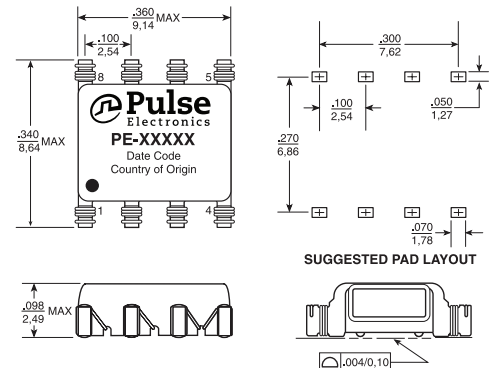 .360
9,14
MAX
.100
2,54
8
5
.340
8,64
MAX
Pulse
Electronics
PE-XXXXX
Date Code
Country of Origin
1
4
.300
7,62
.100
2,54
.050
1,27
.270
6,86
.070
1,78
SUGGESTED PAD LAYOUT
.098
2,49
MAX
.004/0,10